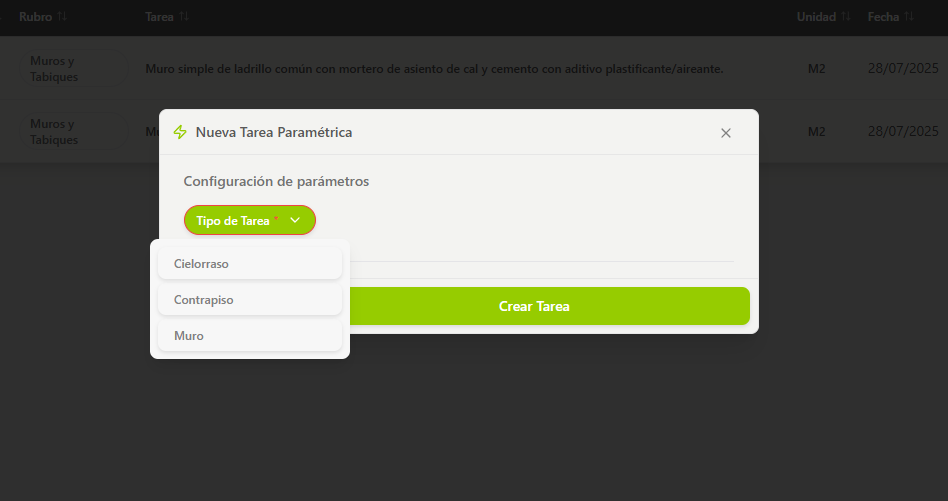 Rubro Tarea Unidad Fecha
Muros y
Tabiques
Muro simple de ladrillo común con mortero de asiento de cal y cemento con aditivo plastificante/aireante.
M2
28/07/2025
Muros y
Tabiques
M2
28/07/2025
Nueva Tarea Paramétrica
Configuración de parámetros
Tipo de Tarea *
Cielorraso
Contrapiso
Muro
Crear Tarea